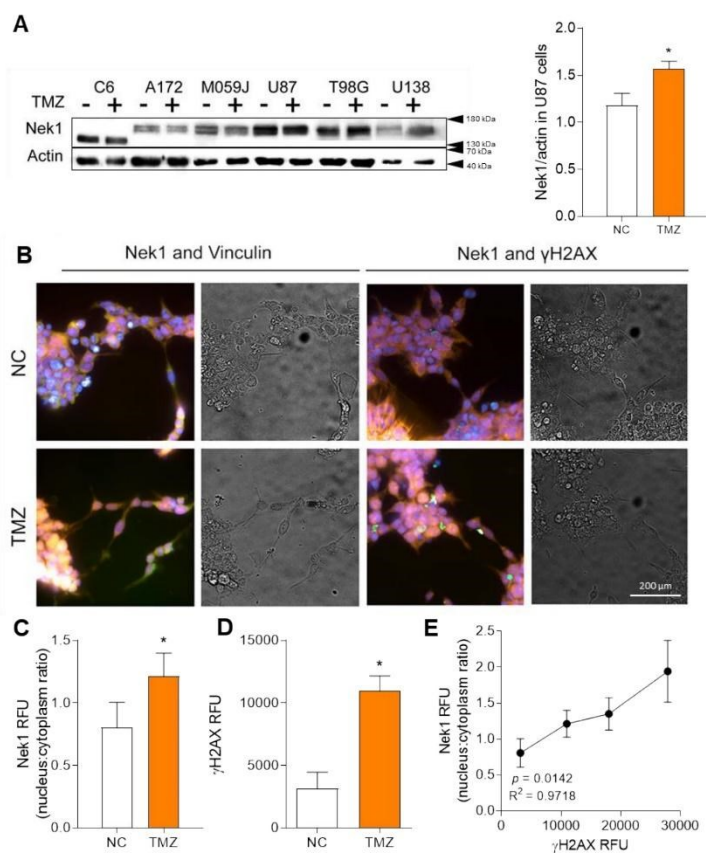 A
C6 A172 M059J U87 T98G U138
TMZ - + - + - + - + - + - +
Nek1
Actin
180 kDa
130 kDa
70 kDa
40 kDa
Nek1/actin in U87 cells
2.0
1.5
1.0
0.5
0.0
*
NC TMZ
B
Nek1 and Vinculin Nek1 and γH2AX
NC
TMZ
200 µm
C
Nek1 RFU
(nucleus:cytoplasm ratio)
1.5
1.0
0.5
0.0
*
NC TMZ
D
γH2AX RFU
15000
10000
5000
0
*
NC TMZ
E
Nek1 RFU
(nucleus:cytoplasm ratio)
2.5
2.0
1.5
1.0
0.5
0.0
p = 0.0142
R² = 0.9718
0 10000 20000 30000
γH2AX RFU